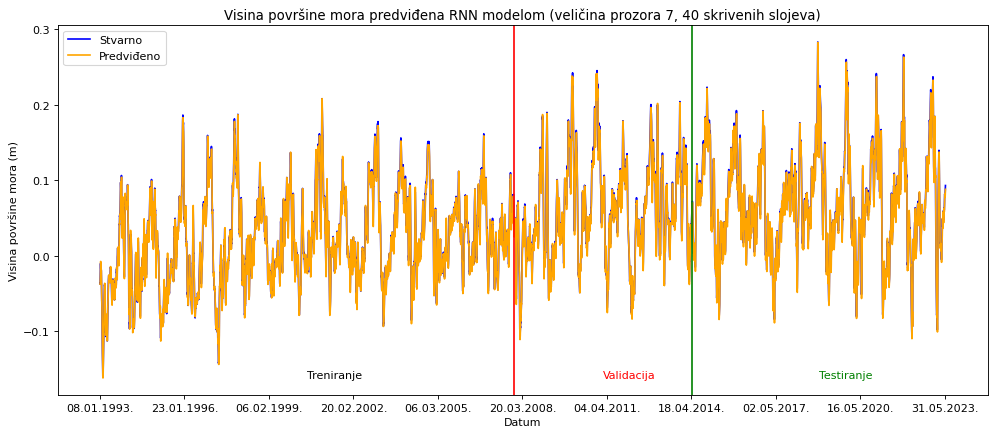 Visina površine mora predviđena RNN modelom (veličina prozora 7, 40 skrivenih slojeva)
Stvarno
Predviđeno
Visina površine mora (m)
0.3
0.2
0.1
0.0
−0.1
Treniranje
Validacija
Testiranje
08.01.1993.
23.01.1996.
06.02.1999.
20.02.2002.
06.03.2005.
20.03.2008.
04.04.2011.
18.04.2014.
02.05.2017.
16.05.2020.
31.05.2023.
Datum